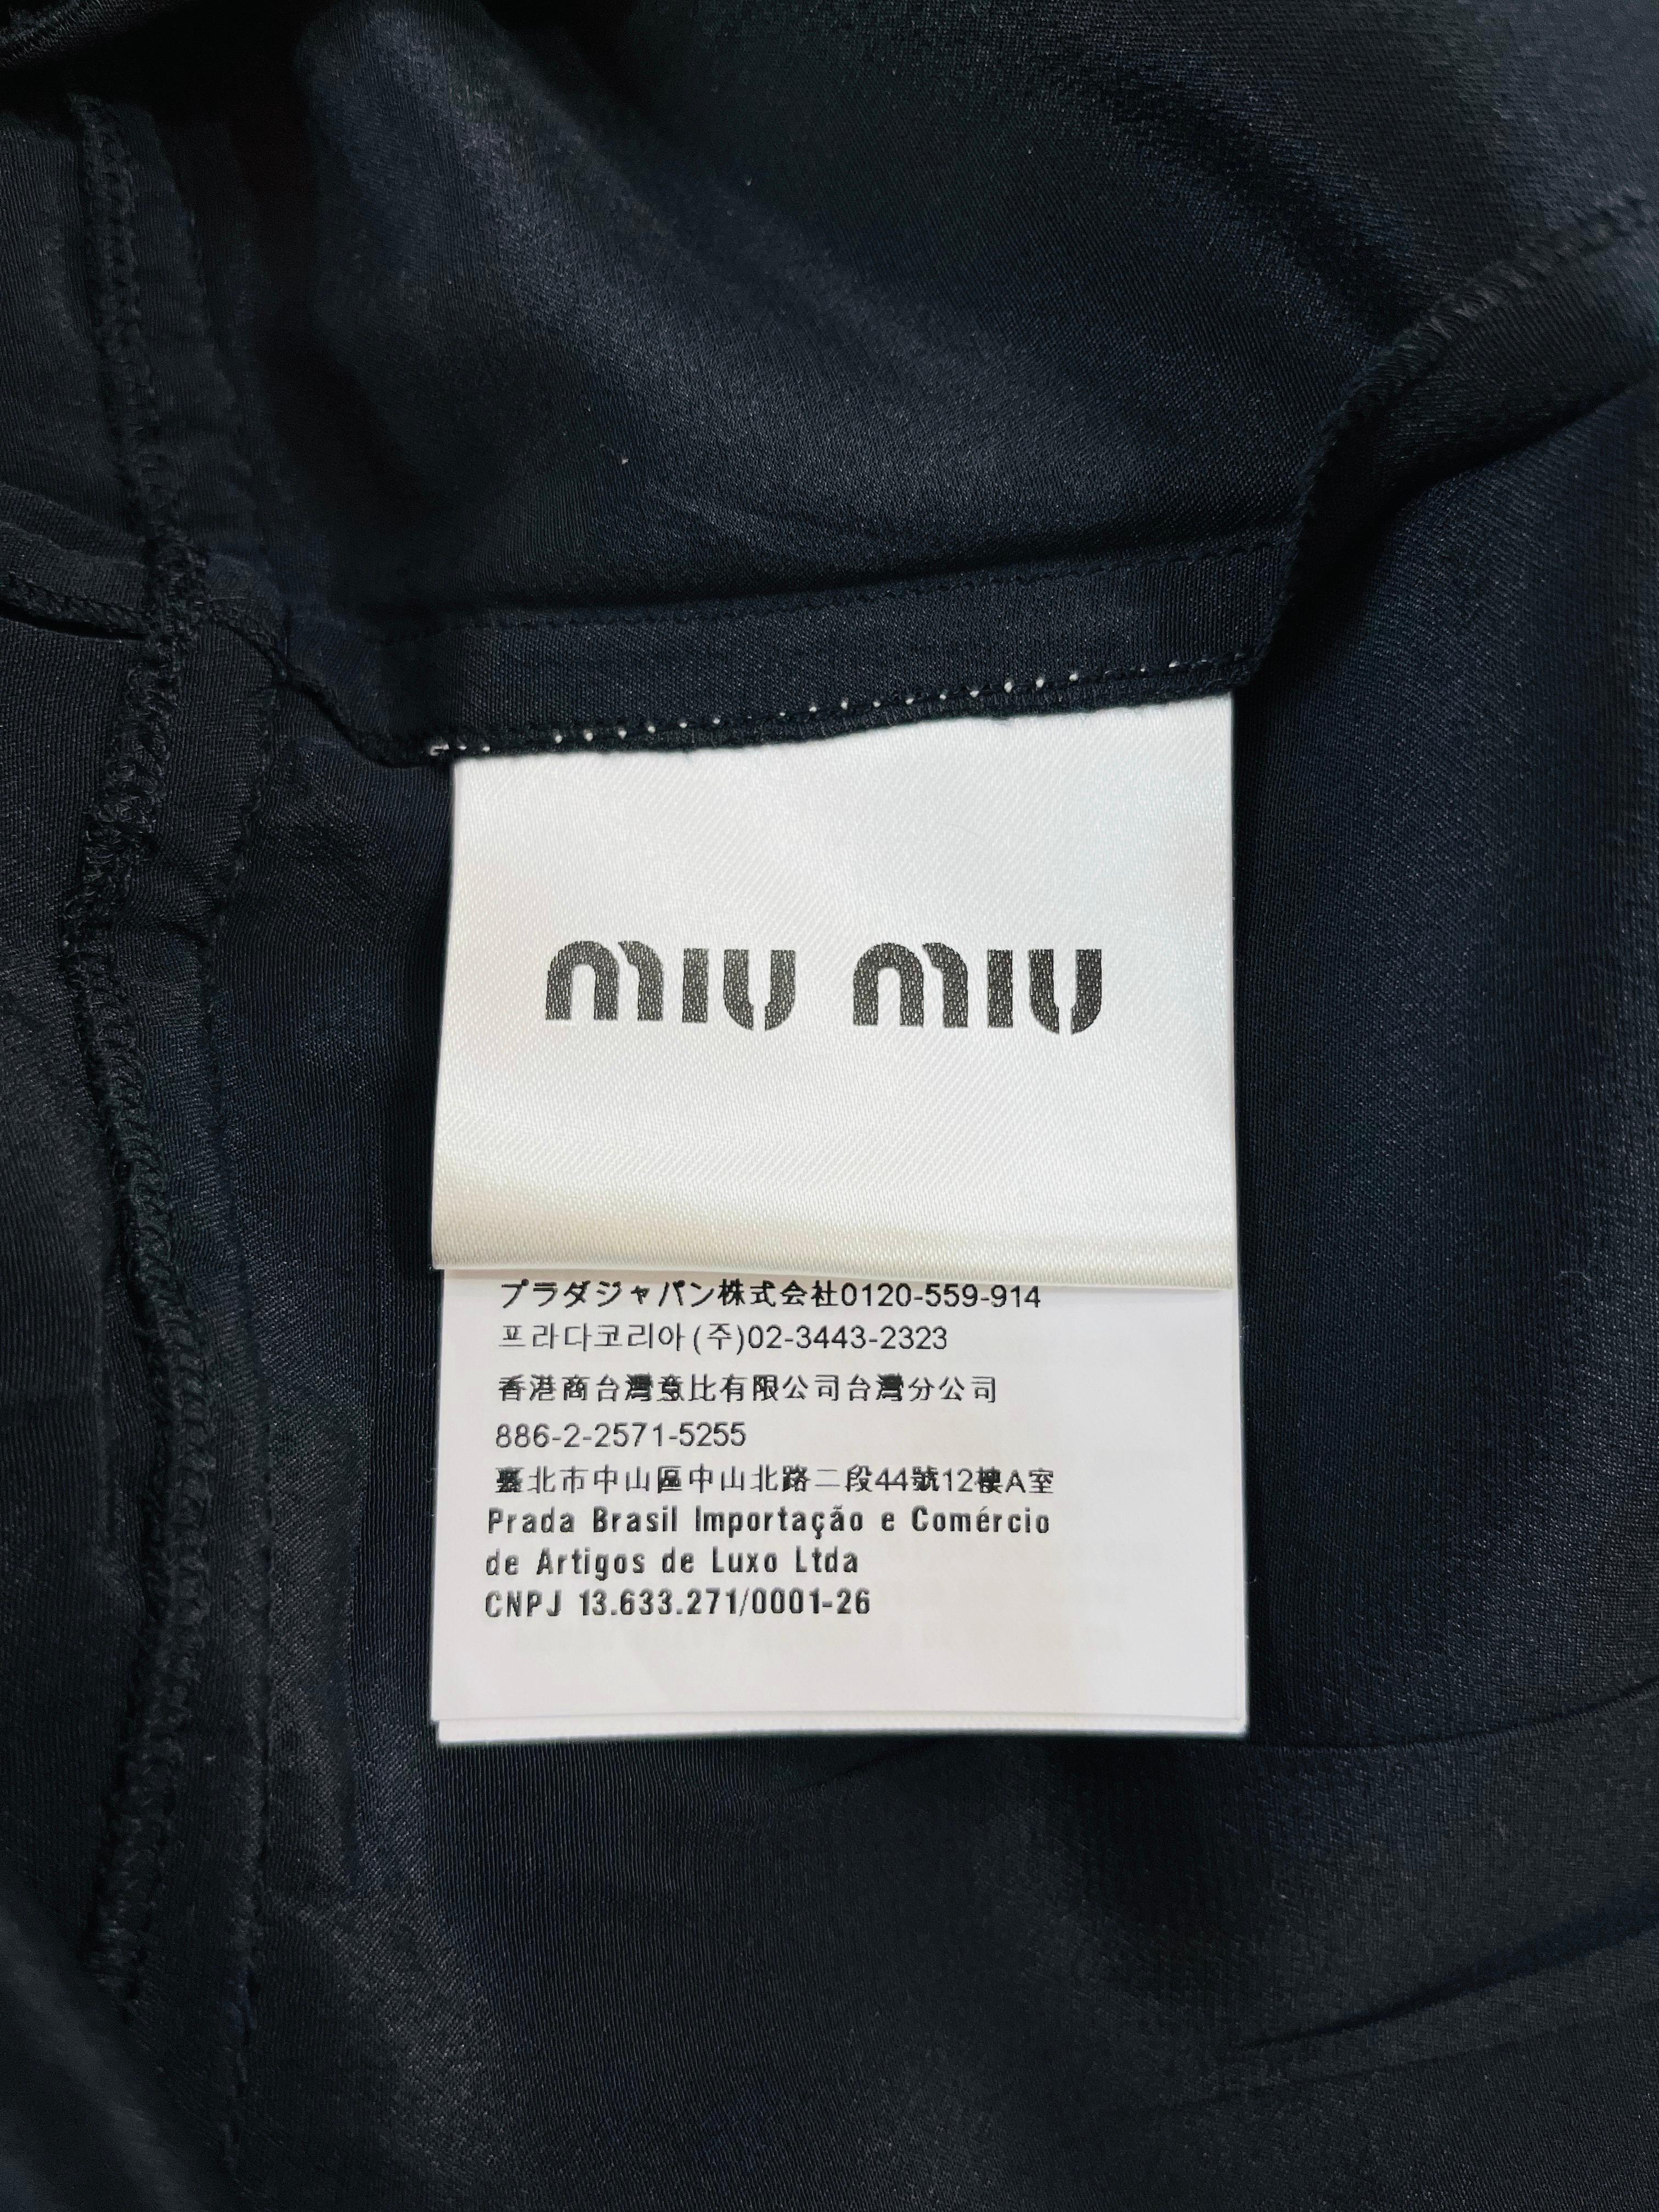 miu miu
プラダジャパン株式会社0120-559-914
프라다코리아(주)02-3443-2323
香港商台灣意比有限公司台灣分公司
886-2-2571-5255
臺北市中山區中山北路二段44號12樓A室
Prada Brasil Importação e Comércio
de Artigos de Luxo Ltda
CNPJ 13.633.271/0001-26